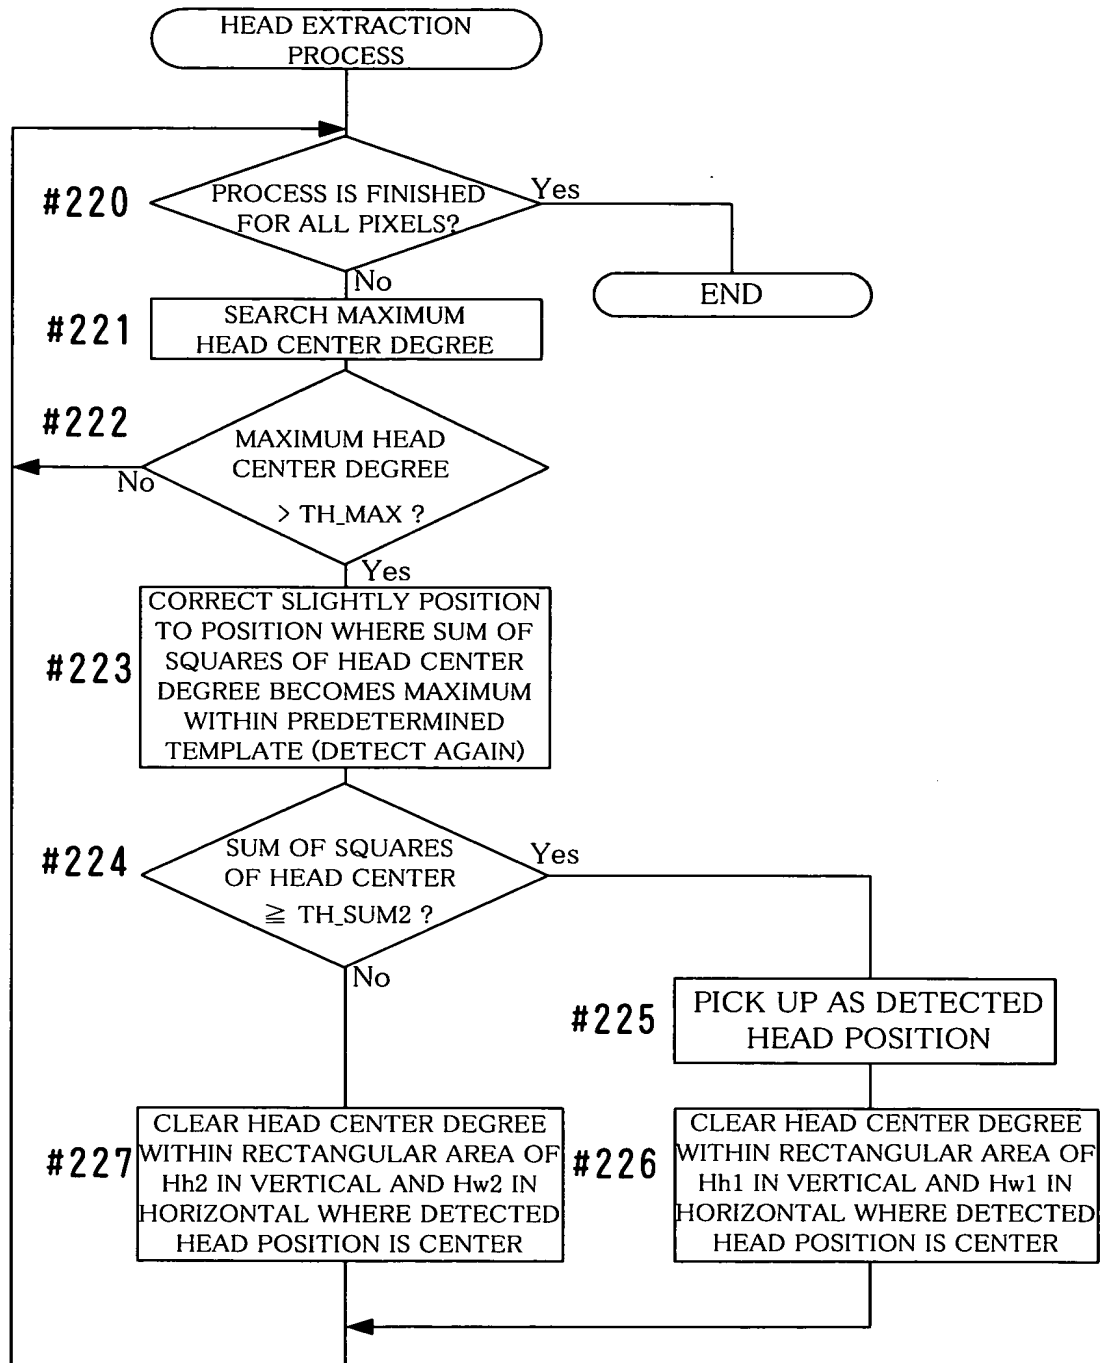 HEAD EXTRACTION
PROCESS
#220
PROCESS IS FINISHED
FOR ALL PIXELS?
Yes
No
END
#221
SEARCH MAXIMUM
HEAD CENTER DEGREE
#222
MAXIMUM HEAD
CENTER DEGREE
> TH_MAX ?
No
Yes
#223
CORRECT SLIGHTLY POSITION
TO POSITION WHERE SUM OF
SQUARES OF HEAD CENTER
DEGREE BECOMES MAXIMUM
WITHIN PREDETERMINED
TEMPLATE (DETECT AGAIN)
#224
SUM OF SQUARES
OF HEAD CENTER
≧ TH_SUM2 ?
Yes
No
#225
PICK UP AS DETECTED
HEAD POSITION
#227
CLEAR HEAD CENTER DEGREE
WITHIN RECTANGULAR AREA OF
Hh2 IN VERTICAL AND Hw2 IN
HORIZONTAL WHERE DETECTED
HEAD POSITION IS CENTER
#226
CLEAR HEAD CENTER DEGREE
WITHIN RECTANGULAR AREA OF
Hh1 IN VERTICAL AND Hw1 IN
HORIZONTAL WHERE DETECTED
HEAD POSITION IS CENTER